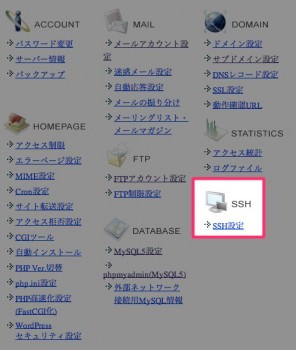 ACCOUNT
パスワード変更
サーバー情報
バックアップ
HOMEPAGE
アクセス制限
エラーページ設定
MIME設定
Cron設定
サイト転送設定
アクセス拒否設定
CGIツール
自動インストール
PHP Ver.切替
php.ini設定
PHP高速化設定
(FastCGI化)
WordPress
セキュリティ設定
MAIL
メールアカウント設
定
迷惑メール設定
自動応答設定
メールの振り分け
メーリングリスト・
メールマガジン
FTP
FTPアカウント設定
FTP制限設定
DATABASE
MySQL5設定
phpmyadmin(MySQL5)
外部ネットワーク
接続用MySQL情報
DOMAIN
ドメイン設定
サブドメイン設定
DNSレコード設定
SSL設定
動作確認URL
STATISTICS
アクセス統計
ログファイル
SSH
SSH設定